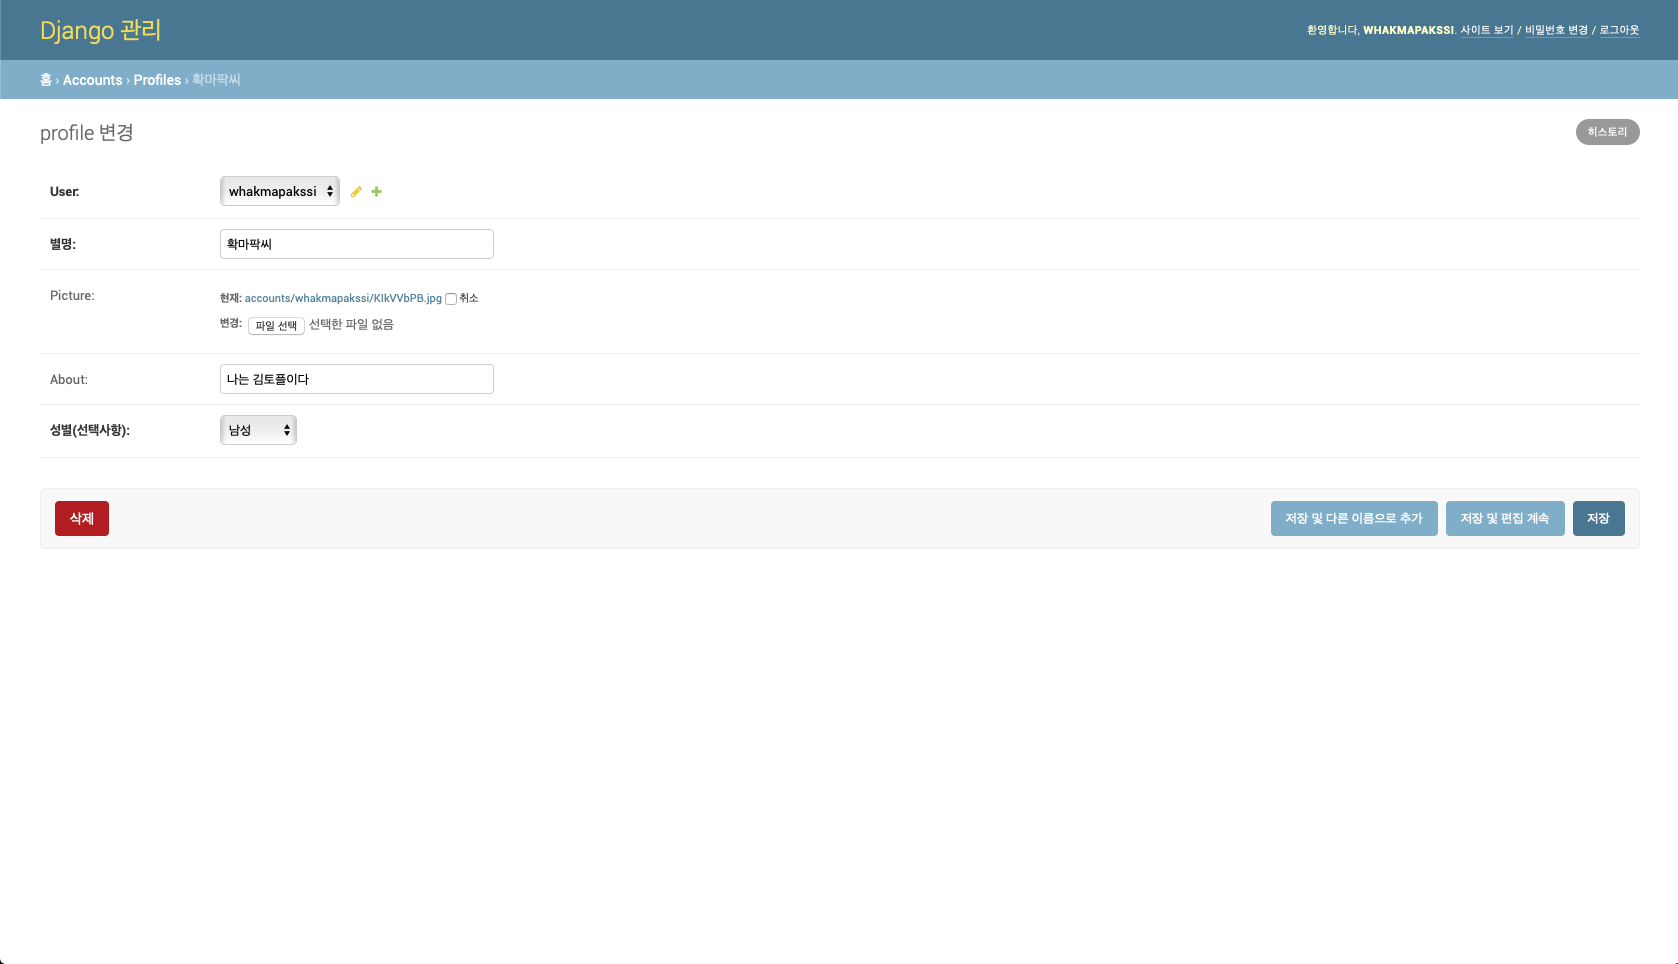 Django 관리
환영합니다, WHAKMAPAKSSI. 사이트 보기 / 비밀번호 변경 / 로그아웃
홈 › Accounts › Profiles › 확마팍씨
profile 변경
히스토리
User: whakmapakssi
별명: 확마팍씨
Picture: 현재: accounts/whakmapakssi/KIkVVbPB.jpg 취소
변경: 파일 선택 선택한 파일 없음
About: 나는 김토플이다
성별(선택사항): 남성
삭제 저장 및 다른 이름으로 추가 저장 및 편집 계속 저장